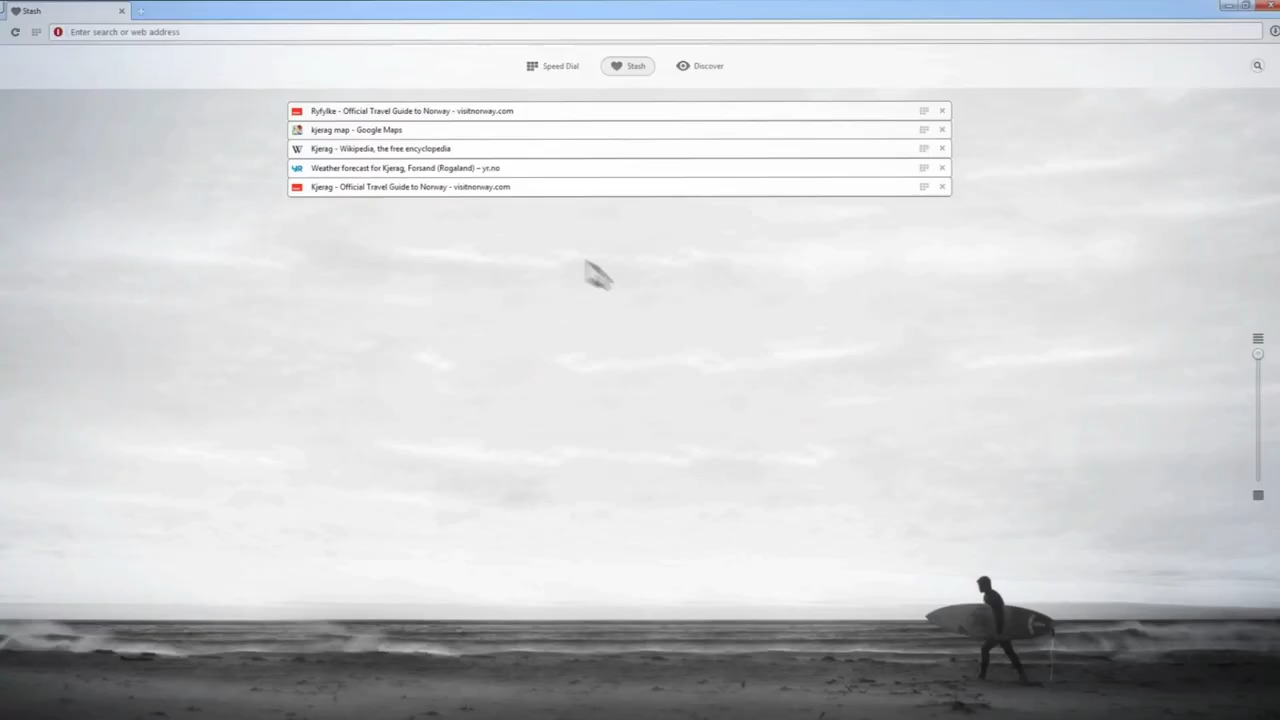 Stash
Enter search or web address
Speed Dial
Stash
Discover
Ryfylke - Official Travel Guide to Norway - visitnorway.com
kjerag map - Google Maps
W Kjerag - Wikipedia, the free encyclopedia
YR Weather forecast for Kjerag, Forsand (Rogaland) – yr.no
Kjerag - Official Travel Guide to Norway - visitnorway.com